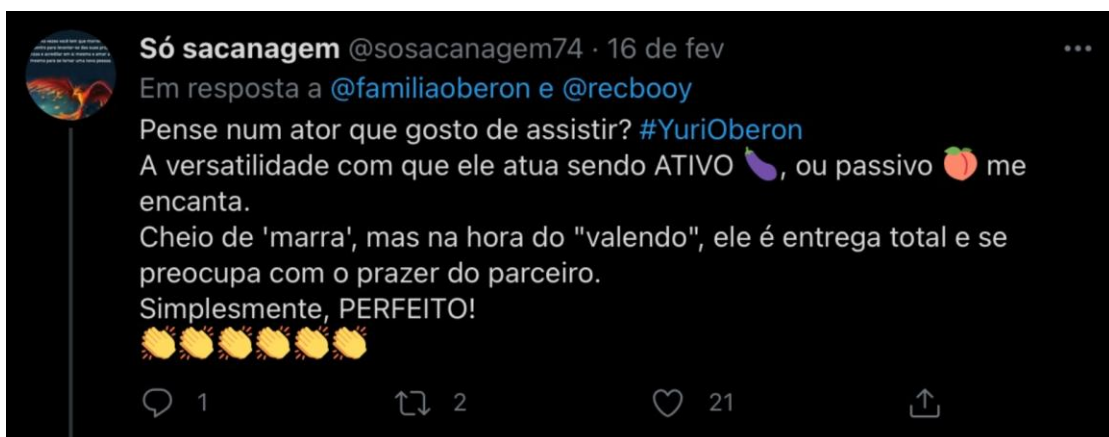 Só sacanagem @sosacanagem74 · 16 de fev
Em resposta a @familiaoberon e @recbooy
Pense num ator que gosto de assistir? #YuriOberon
A versatilidade com que ele atua sendo ATIVO 🍆, ou passivo 🍑 me
encanta.
Cheio de 'marra', mas na hora do "valendo", ele é entrega total e se
preocupa com o prazer do parceiro.
Simplesmente, PERFEITO!
👏👏👏👏👏👏
1 2 21